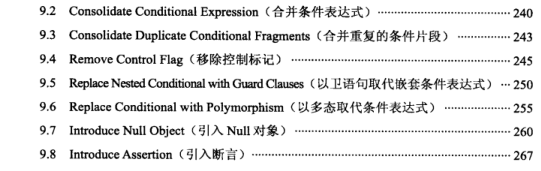 9.2 Consolidate Conditional Expression（合并条件表达式） ································ 240
9.3 Consolidate Duplicate Conditional Fragments（合并重复的条件片段） ················ 243
9.4 Remove Control Flag（移除控制标记） ················································ 245
9.5 Replace Nested Conditional with Guard Clauses（以卫语句取代嵌套条件表达式） ··· 250
9.6 Replace Conditional with Polymorphism（以多态取代条件表达式） ···················· 255
9.7 Introduce Null Object（引入 Null 对象） ············································· 260
9.8 Introduce Assertion（引入断言） ······················································ 267